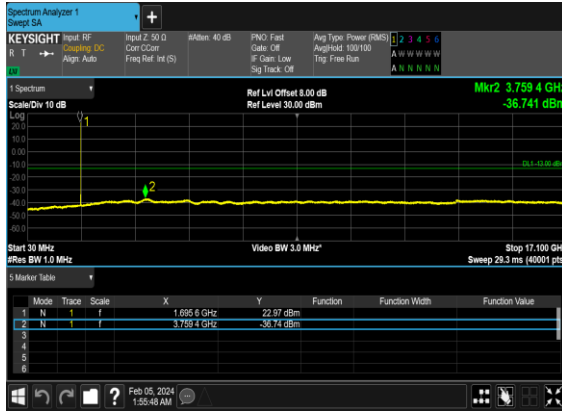 Spectrum Analyzer 1
Swept SA
+
KEYSIGHT
R T
LV
Input: RF
Coupling: DC
Align: Auto
Input Z: 50 Ω
Corr CCorr
Freq Ref: Int (S)
#Atten: 40 dB
PNO: Fast
Gate: Off
IF Gain: Low
Sig Track: Off
Avg Type: Power (RMS)
Avg|Hold: 100/100
Trig: Free Run
1 2 3 4 5 6
A W W W W W
A N N N N N
1 Spectrum
Scale/Div 10 dB
Log
Ref Lvl Offset 8.00 dB
Ref Level 30.00 dBm
Mkr2 3.759 4 GHz
-36.741 dBm
20.0
10.0
0.00
-10.0
-20.0
-30.0
-40.0
-50.0
-60.0
1
2
DL1 -13.00 dBm
Start 30 MHz
#Res BW 1.0 MHz
Video BW 3.0 MHz*
Stop 17.100 GHz
Sweep 29.3 ms (40001 pts)
5 Marker Table
Mode Trace Scale X Y Function Function Width Function Value
1 N 1 f 1.695 6 GHz 22.97 dBm
2 N 1 f 3.759 4 GHz -36.74 dBm
3
4
5
6
?
Feb 05, 2024
1:55:48 AM